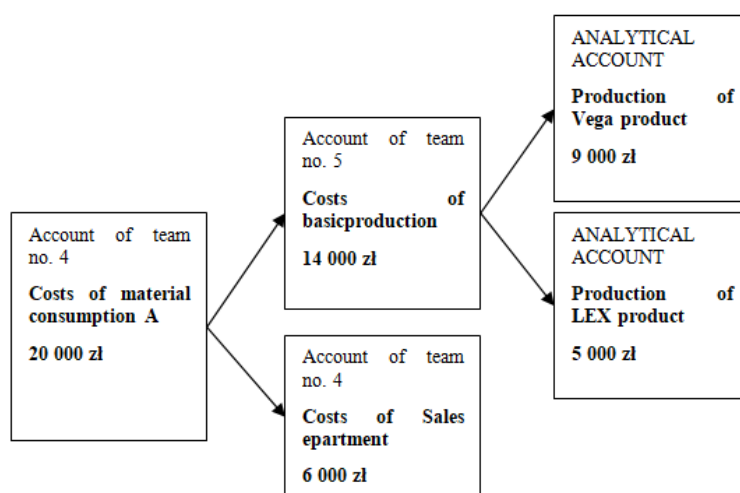 Account of team
no. 4
Costs of material
consumption A
20 000 zł
Account of team
no. 5
Costs of
basicproduction
14 000 zł
Account of team
no. 4
Costs of Sales
epartment
6 000 zł
ANALYTICAL
ACCOUNT
Production of
Vega product
9 000 zł
ANALYTICAL
ACCOUNT
Production of
LEX product
5 000 zł